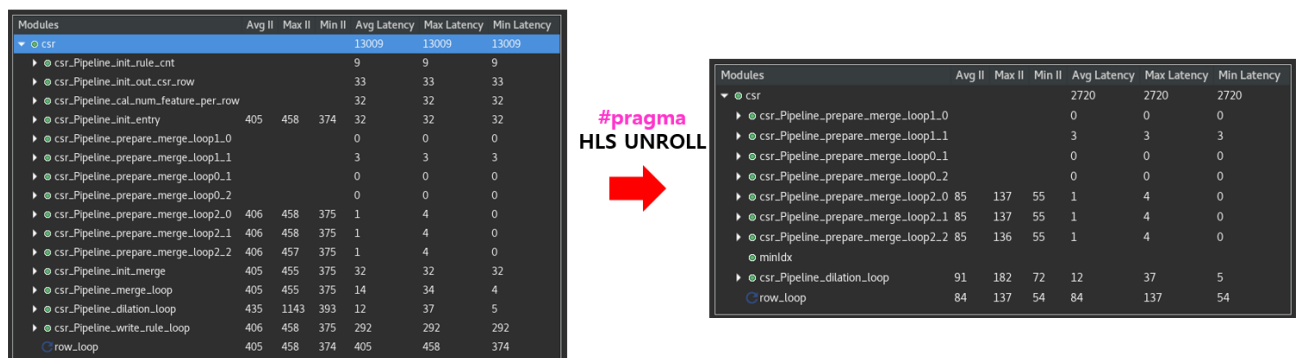 Modules Avg II Max II Min II Avg Latency Max Latency Min Latency
csr 13009 13009 13009
csr_Pipeline_init_rule_cnt 9 9 9
csr_Pipeline_init_out_csr_row 33 33 33
csr_Pipeline_cal_num_feature_per_row 32 32 32
csr_Pipeline_init_entry 405 458 374 32 32 32
csr_Pipeline_prepare_merge_loop1_0 0 0 0
csr_Pipeline_prepare_merge_loop1_1 3 3 3
csr_Pipeline_prepare_merge_loop0_1 0 0 0
csr_Pipeline_prepare_merge_loop0_2 0 0 0
csr_Pipeline_prepare_merge_loop2_0 406 458 375 1 4 0
csr_Pipeline_prepare_merge_loop2_1 406 458 375 1 4 0
csr_Pipeline_prepare_merge_loop2_2 406 457 375 1 4 0
csr_Pipeline_init_merge 405 455 375 32 32 32
csr_Pipeline_merge_loop 405 455 375 14 34 4
csr_Pipeline_dilation_loop 435 1143 393 12 37 5
csr_Pipeline_write_rule_loop 406 458 375 292 292 292
row_loop 405 458 374 405 458 374
#pragma
HLS UNROLL
Modules Avg II Max II Min II Avg Latency Max Latency Min Latency
csr 2720 2720 2720
csr_Pipeline_prepare_merge_loop1_0 0 0 0
csr_Pipeline_prepare_merge_loop1_1 3 3 3
csr_Pipeline_prepare_merge_loop0_1 0 0 0
csr_Pipeline_prepare_merge_loop0_2 0 0 0
csr_Pipeline_prepare_merge_loop2_0 85 137 55 1 4 0
csr_Pipeline_prepare_merge_loop2_1 85 137 55 1 4 0
csr_Pipeline_prepare_merge_loop2_2 85 136 55 1 4 0
minIdx
csr_Pipeline_dilation_loop 91 182 72 12 37 5
row_loop 84 137 54 84 137 54